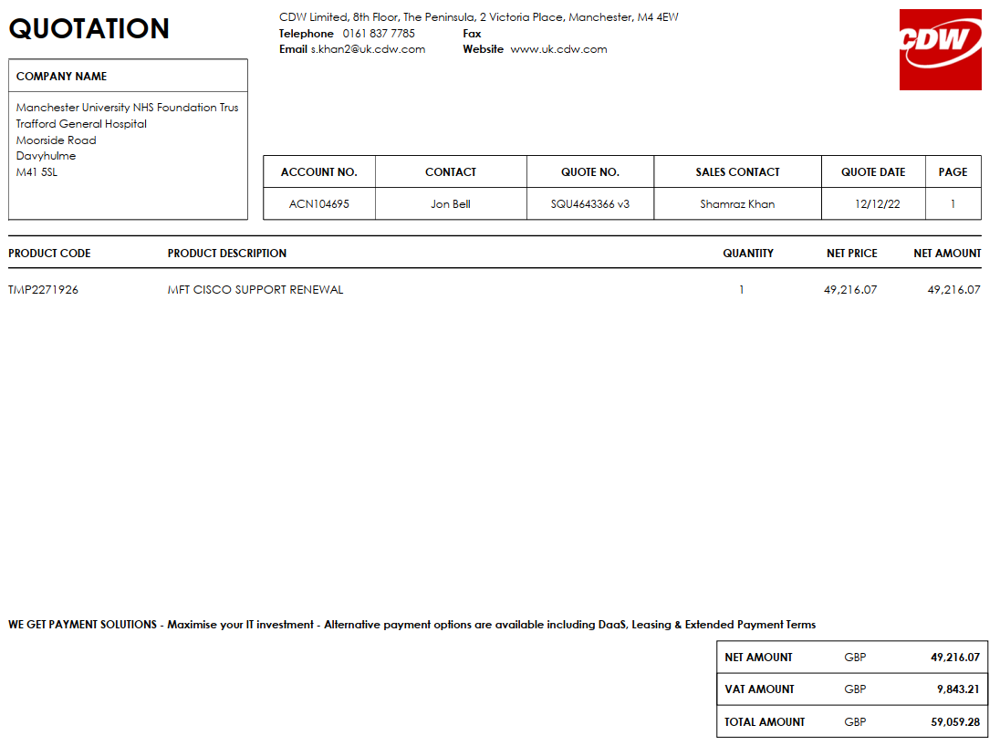 QUOTATION
CDW Limited, 8th Floor, The Peninsula, 2 Victoria Place, Manchester, M4 4EW
Telephone 0161 837 7785 Fax
Email s.khan2@uk.cdw.com Website www.uk.cdw.com
CDW
COMPANY NAME
Manchester University NHS Foundation Trus
Trafford General Hospital
Moorside Road
Davyhulme
M41 5SL
ACCOUNT NO. CONTACT QUOTE NO. SALES CONTACT QUOTE DATE PAGE
ACN104695 Jon Bell SQU4643366 v3 Shamraz Khan 12/12/22 1
PRODUCT CODE PRODUCT DESCRIPTION QUANTITY NET PRICE NET AMOUNT
TMP2271926 MFT CISCO SUPPORT RENEWAL 1 49,216.07 49,216.07
WE GET PAYMENT SOLUTIONS - Maximise your IT investment - Alternative payment options are available including DaaS, Leasing & Extended Payment Terms
NET AMOUNT GBP 49,216.07
VAT AMOUNT GBP 9,843.21
TOTAL AMOUNT GBP 59,059.28